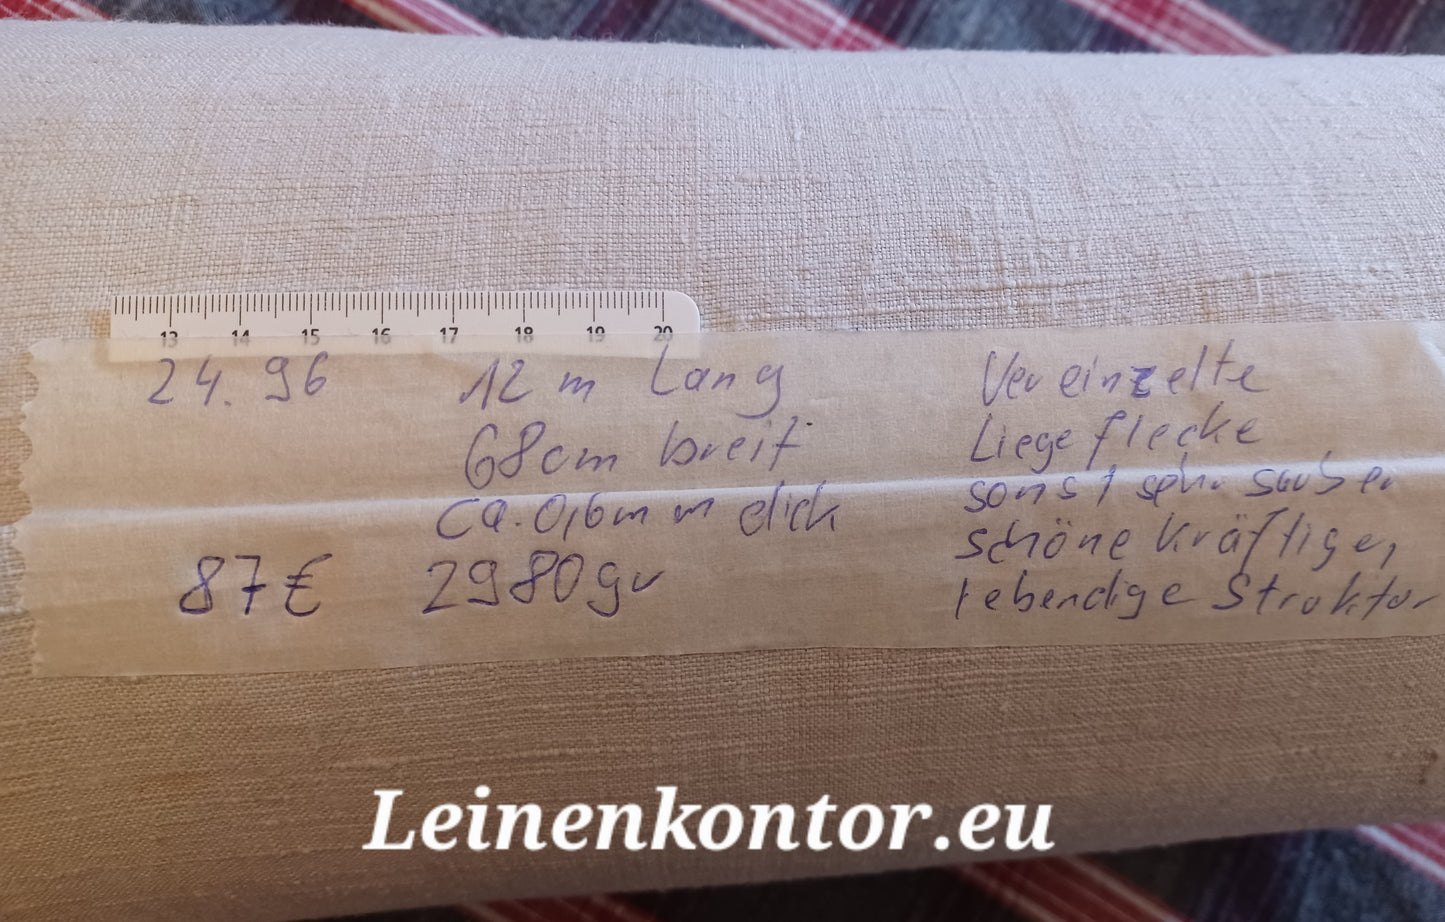 13 14 15 16 17 18 19 20
24.96
12 m lang
68cm breit
ca. 0,6mm dick
87€ 2980gr
Vereinzelte
Liegeflecke
sonst sehr sauber
schöne kräftige,
lebendige Struktur
Leinenkontor.eu